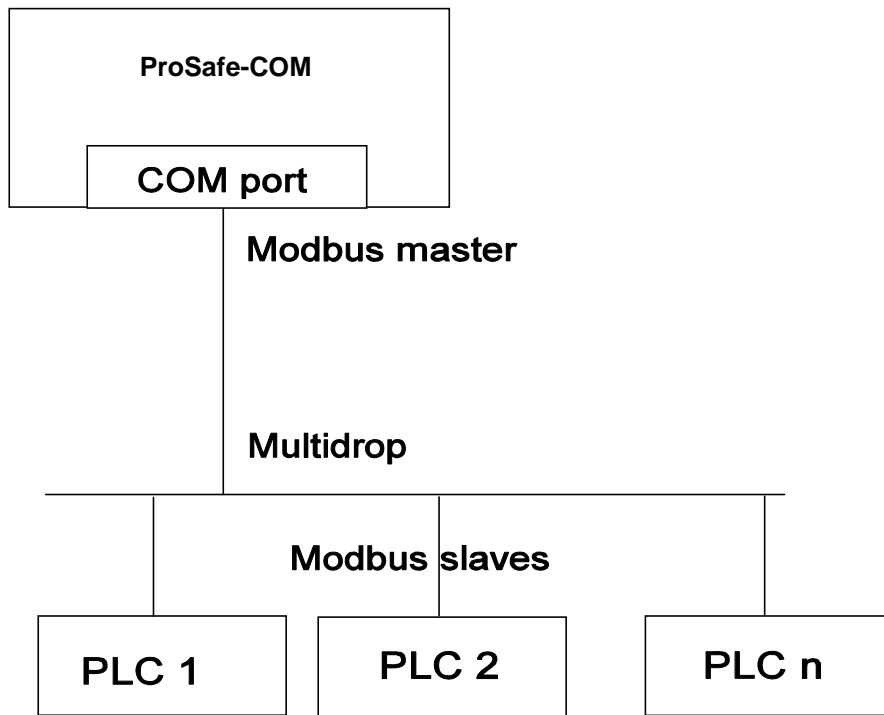 ProSafe-COM
COM port
Modbus master
Multidrop
Modbus slaves
PLC 1
PLC 2
PLC n